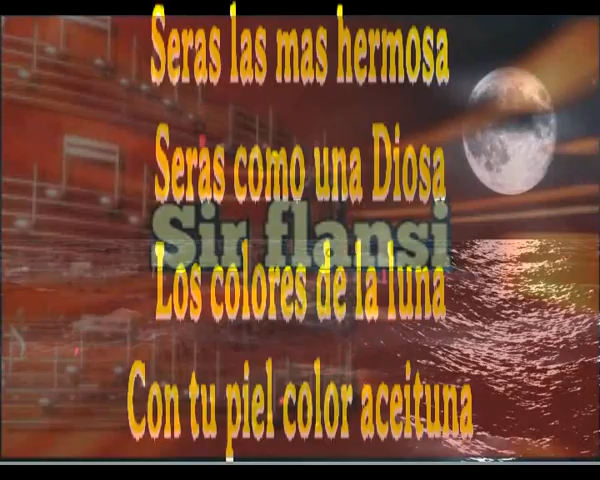 Seras las mas hermosa
Seras como una Diosa
Sir flansi
Los colores de la luna
Con tu piel color aceituna